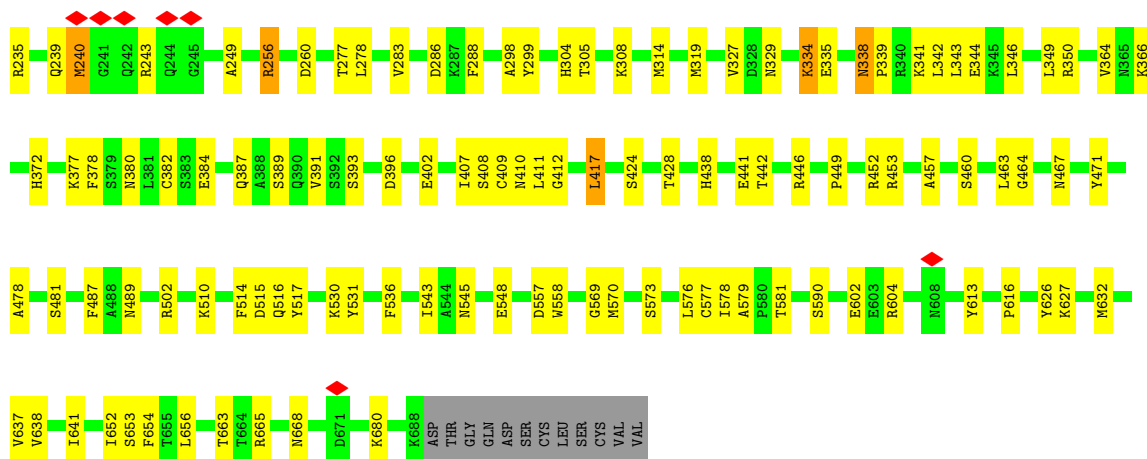 R235 Q239 M240 G241 Q242 R243 Q244 G245 A249 R256 D260 T277 L278 V283 D286 K287 F288 A298 Y299 H304 T305 K308 M314 M319 V327 D328 N329 K334 E335 N338 P339 R340 K341 L342 L343 E344 K345 L346 L349 R350 V364 N365 K366
H372 K377 F378 S379 N380 L381 C382 S383 E384 Q387 A388 S389 Q390 V391 S392 S393 D396 E402 I407 S408 C409 N410 L411 G412 L417 S424 T428 H438 E441 T442 R446 P449 R452 R453 A457 S460 L463 G464 N467 Y471
A478 S481 F487 A488 N489 R502 K510 F514 D515 Q516 Y517 K530 Y531 F536 I543 A544 N545 E548 D557 W558 G569 M570 S573 L576 C577 I578 A579 P580 T581 S590 E602 E603 R604 N608 Y613 P616 Y626 K627 M632
V637 V638 I641 I652 S653 F654 T655 L656 T663 T664 R665 N668 D671 K680 K688 ASP THR GLY GLN ASP SER CYS LEU SER CYS VAL VAL